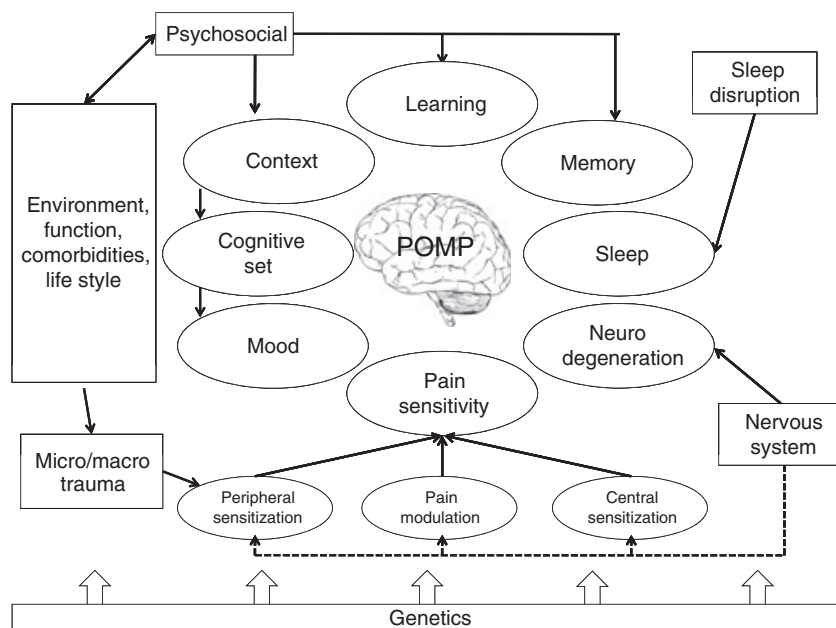 Psychosocial
Learning
Sleep
disruption
Context
Memory
Environment,
function,
comorbidities,
life style
Cognitive
set
POMP
Sleep
Mood
Neuro
degeneration
Pain
sensitivity
Micro/macro
trauma
Nervous
system
Peripheral
sensitization
Pain
modulation
Central
sensitization
Genetics